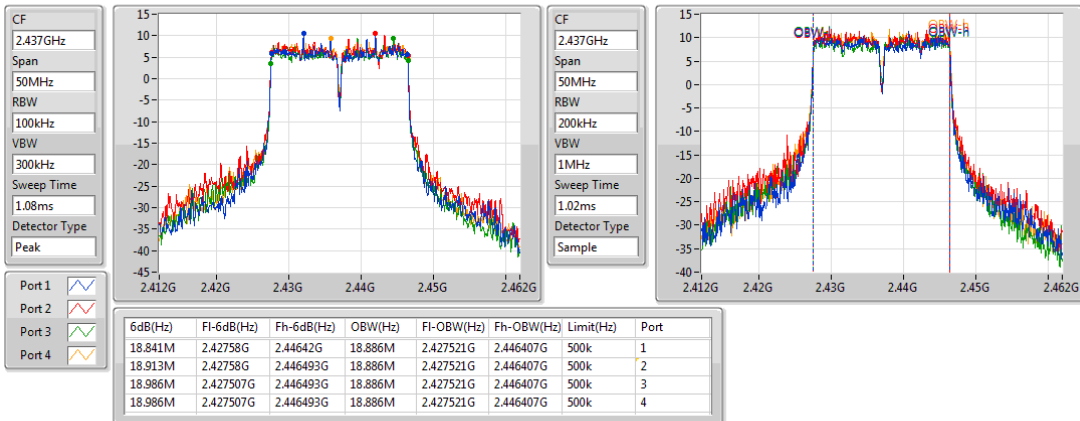 CF
2.437GHz
Span
50MHz
RBW
100kHz
VBW
300kHz
Sweep Time
1.08ms
Detector Type
Peak
15
10
5
0
-5
-10
-15
-20
-25
-30
-35
-40
-45
2.412G 2.42G 2.43G 2.44G 2.45G 2.462G
CF
2.437GHz
Span
50MHz
RBW
200kHz
VBW
1MHz
Sweep Time
1.02ms
Detector Type
Sample
15
10
5
0
-5
-10
-15
-20
-25
-30
-35
-40
OBW-h
OBW-h
2.412G 2.42G 2.43G 2.44G 2.45G 2.462G
Port 1
Port 2
Port 3
Port 4
6dB(Hz) Fl-6dB(Hz) Fh-6dB(Hz) OBW(Hz) Fl-OBW(Hz) Fh-OBW(Hz) Limit(Hz) Port
18.841M 2.42758G 2.44642G 18.886M 2.427521G 2.446407G 500k 1
18.913M 2.42758G 2.446493G 18.886M 2.427521G 2.446407G 500k 2
18.986M 2.427507G 2.446493G 18.886M 2.427521G 2.446407G 500k 3
18.986M 2.427507G 2.446493G 18.886M 2.427521G 2.446407G 500k 4